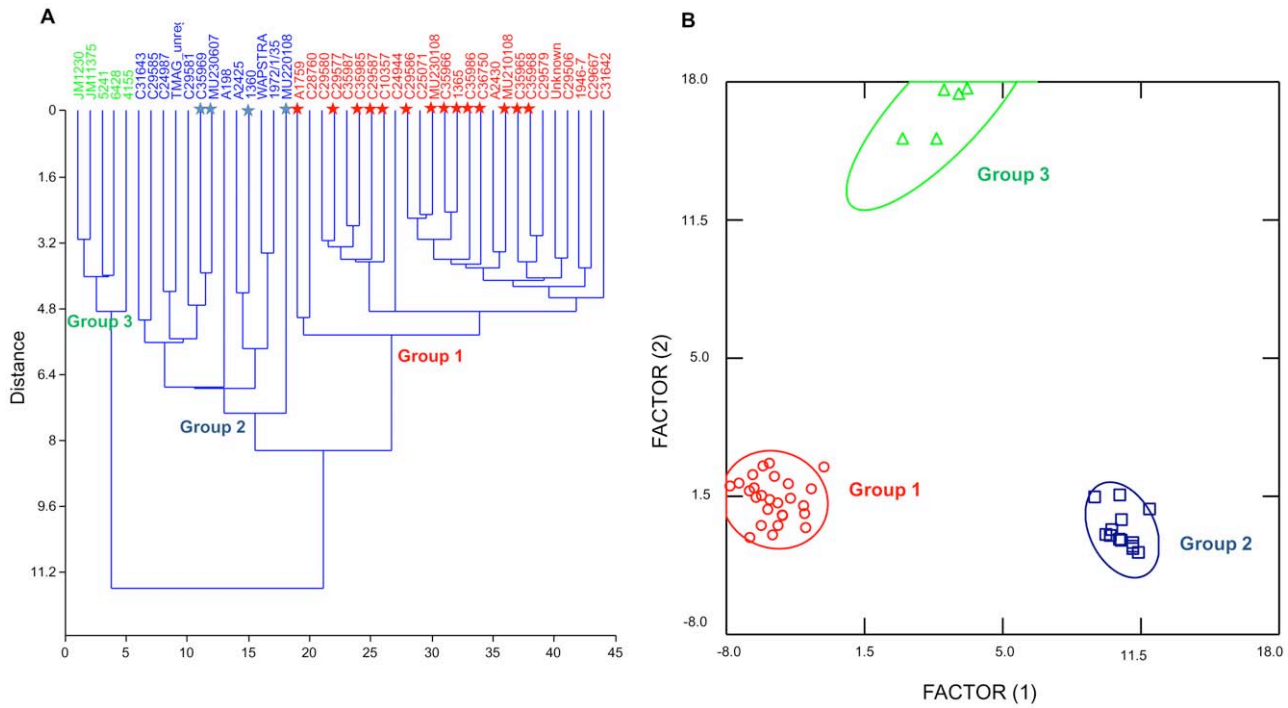 A
JM1230
JM11375
5241
6428
4155
C31643
C29585
C24987
TMAG_unreg
C29581
C35969
MU230607
A198
A2425
1360
WAPSTRA
1972/1/35
MU220108
A1759
C28760
C29580
C29577
C35987
C35985
C29587
C10357
C24944
C29586
C25071
MU230108
C35966
1365
C35986
C36750
A2430
MU210108
C35965
C35968
C29579
Unknown
C29506
1946-7
C29667
C31642
0
1.6
3.2
4.8
6.4
8
9.6
11.2
Distance
Group 3
Group 2
Group 1
0 5 10 15 20 25 30 35 40 45
B
18.0
11.5
5.0
1.5
-8.0
FACTOR (2)
Group 3
Group 1
Group 2
-8.0 1.5 5.0 11.5 18.0
FACTOR (1)